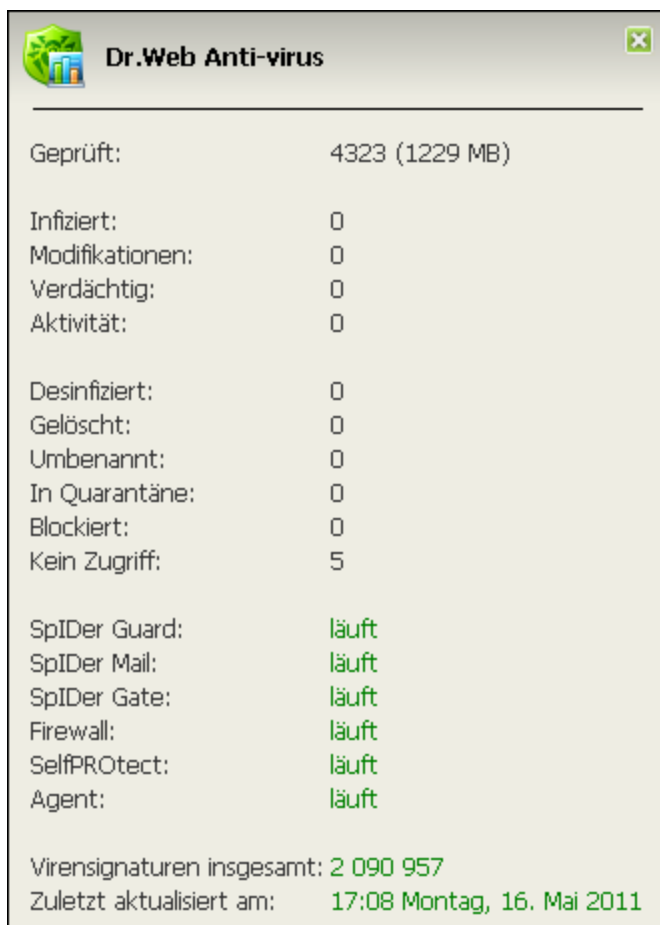 Dr.Web Anti-virus
Geprüft: 4323 (1229 MB)
Infiziert: 0
Modifikationen: 0
Verdächtig: 0
Aktivität: 0
Desinfiziert: 0
Gelöscht: 0
Umbenannt: 0
In Quarantäne: 0
Blockiert: 0
Kein Zugriff: 5
SpIDer Guard: läuft
SpIDer Mail: läuft
SpIDer Gate: läuft
Firewall: läuft
SelfPROtect: läuft
Agent: läuft
Virensignaturen insgesamt: 2 090 957
Zuletzt aktualisiert am: 17:08 Montag, 16. Mai 2011